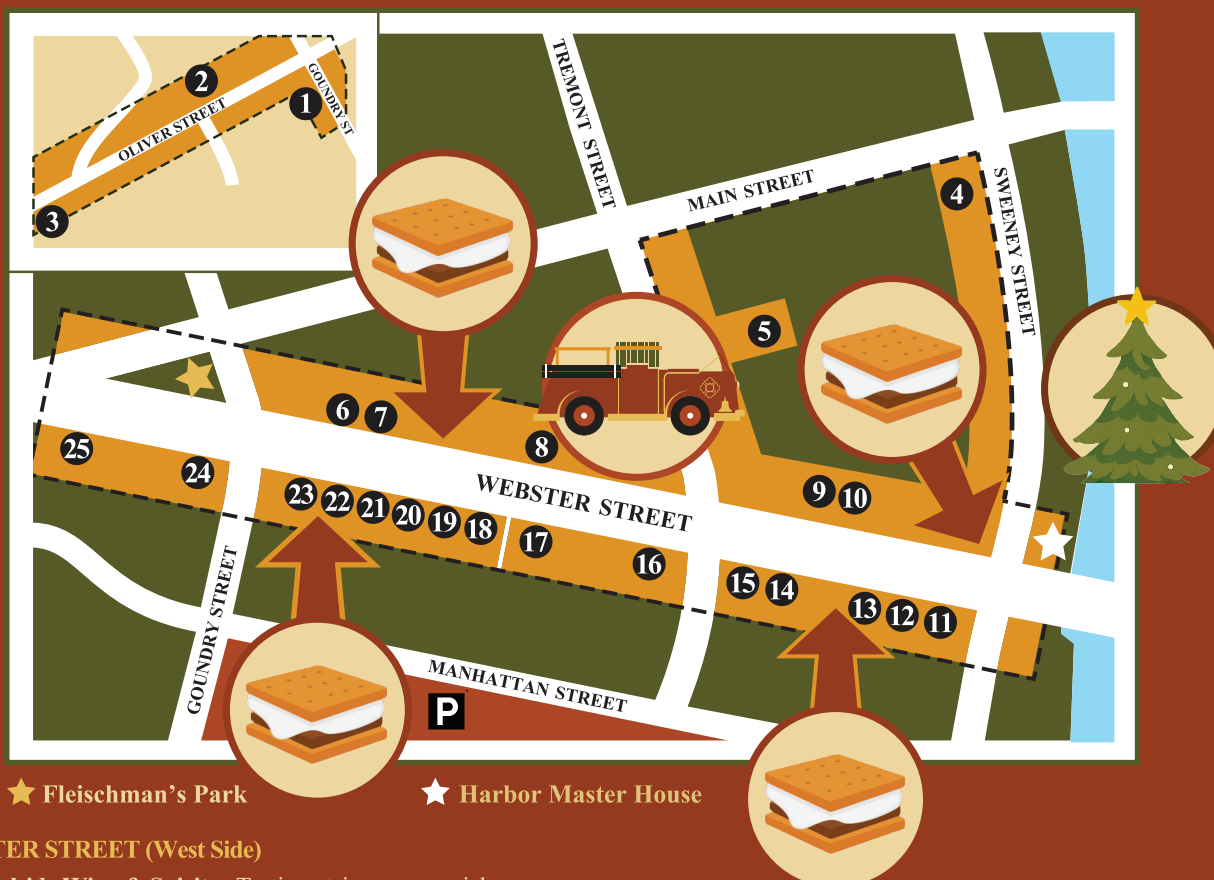 TREMONT STREET
MAIN STREET
SWEENEY STREET
GOUNDRY ST
OLIVER STREET
2
1
3
4
5
6
7
8
9
10
WEBSTER STREET
25
24
23
22
21
20
19
18
17
16
15
14
13
12
11
GOUNDRY STREET
MANHATTAN STREET
P
Fleischman's Park
Harbor Master House
TER STREET (West Side)